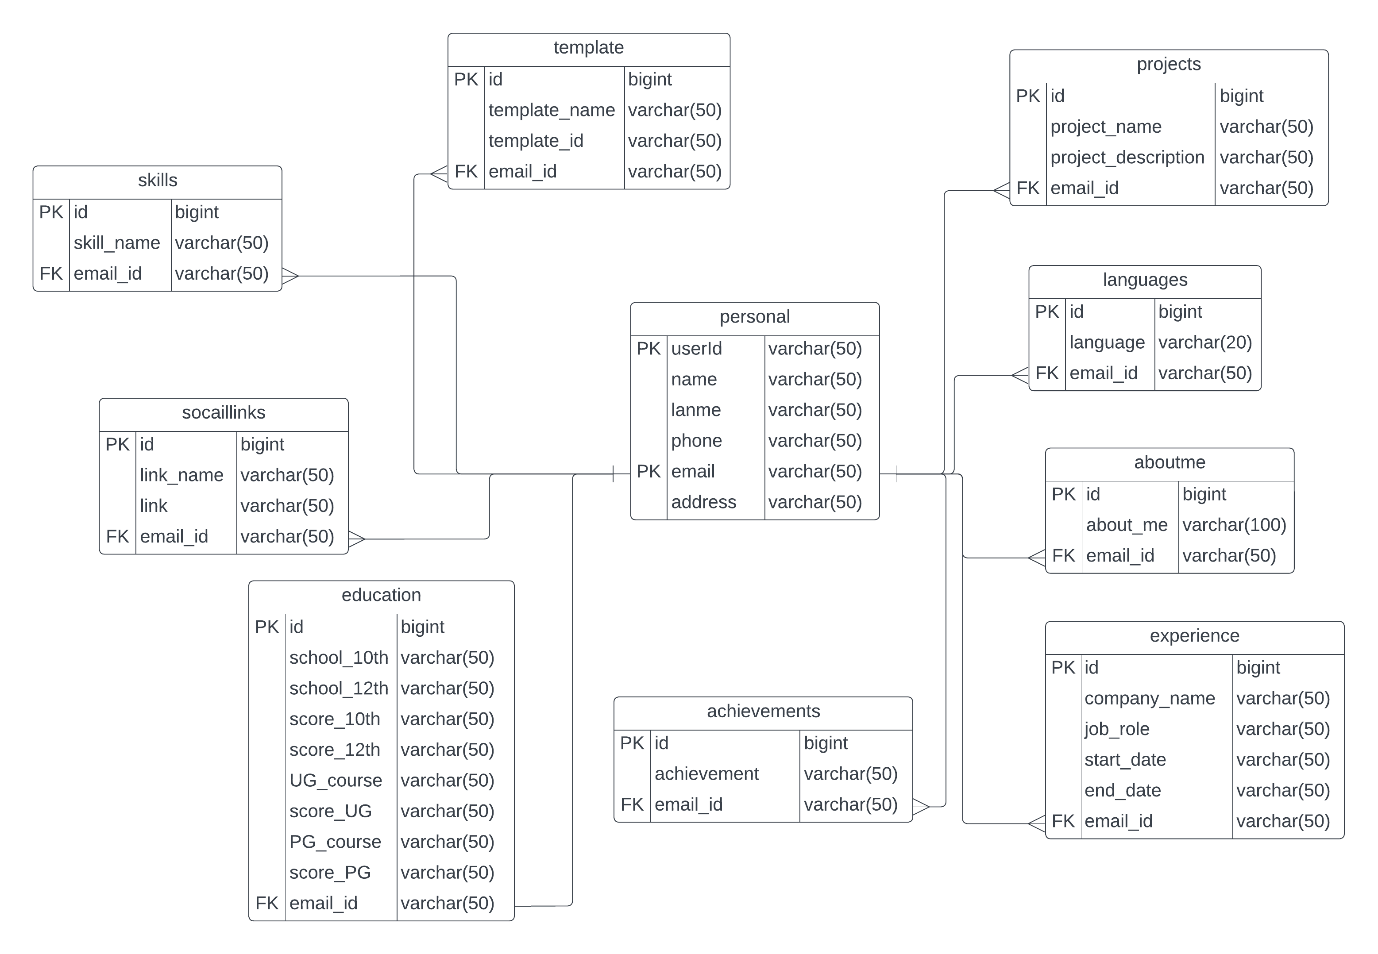 template
PK id bigint
template_name varchar(50)
template_id varchar(50)
FK email_id varchar(50)
projects
PK id bigint
project_name varchar(50)
project_description varchar(50)
FK email_id varchar(50)
skills
PK id bigint
skill_name varchar(50)
FK email_id varchar(50)
languages
PK id bigint
language varchar(20)
FK email_id varchar(50)
personal
PK userId varchar(50)
name varchar(50)
lanme varchar(50)
phone varchar(50)
PK email varchar(50)
address varchar(50)
socaillinks
PK id bigint
link_name varchar(50)
link varchar(50)
FK email_id varchar(50)
aboutme
PK id bigint
about_me varchar(100)
FK email_id varchar(50)
education
PK id bigint
school_10th varchar(50)
school_12th varchar(50)
score_10th varchar(50)
score_12th varchar(50)
UG_course varchar(50)
score_UG varchar(50)
PG_course varchar(50)
score_PG varchar(50)
FK email_id varchar(50)
achievements
PK id bigint
achievement varchar(50)
FK email_id varchar(50)
experience
PK id bigint
company_name varchar(50)
job_role varchar(50)
start_date varchar(50)
end_date varchar(50)
FK email_id varchar(50)